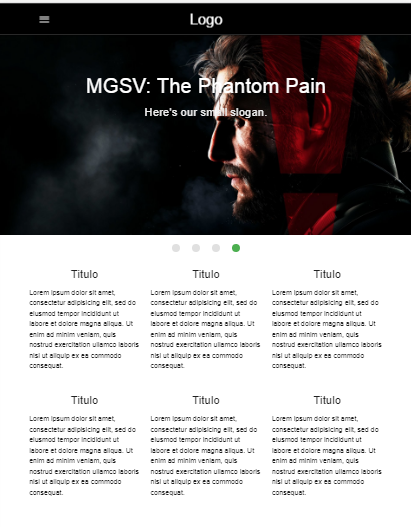 Logo
MGSV: The Phantom Pain
Here's our small slogan.
Titulo Titulo Titulo
Lorem ipsum dolor sit amet,
consectetur adipisicing elit, sed do
eiusmod tempor incididunt ut
labore et dolore magna aliqua. Ut
enim ad minim veniam, quis
nostrud exercitation ullamco laboris
nisi ut aliquip ex ea commodo
consequat.
Lorem ipsum dolor sit amet,
consectetur adipisicing elit, sed do
eiusmod tempor incididunt ut
labore et dolore magna aliqua. Ut
enim ad minim veniam, quis
nostrud exercitation ullamco laboris
nisi ut aliquip ex ea commodo
consequat.
Lorem ipsum dolor sit amet,
consectetur adipisicing elit, sed do
eiusmod tempor incididunt ut
labore et dolore magna aliqua. Ut
enim ad minim veniam, quis
nostrud exercitation ullamco laboris
nisi ut aliquip ex ea commodo
consequat.
Titulo Titulo Titulo
Lorem ipsum dolor sit amet,
consectetur adipisicing elit, sed do
eiusmod tempor incididunt ut
labore et dolore magna aliqua. Ut
enim ad minim veniam, quis
nostrud exercitation ullamco laboris
nisi ut aliquip ex ea commodo
consequat.
Lorem ipsum dolor sit amet,
consectetur adipisicing elit, sed do
eiusmod tempor incididunt ut
labore et dolore magna aliqua. Ut
enim ad minim veniam, quis
nostrud exercitation ullamco laboris
nisi ut aliquip ex ea commodo
consequat.
Lorem ipsum dolor sit amet,
consectetur adipisicing elit, sed do
eiusmod tempor incididunt ut
labore et dolore magna aliqua. Ut
enim ad minim veniam, quis
nostrud exercitation ullamco laboris
nisi ut aliquip ex ea commodo
consequat.